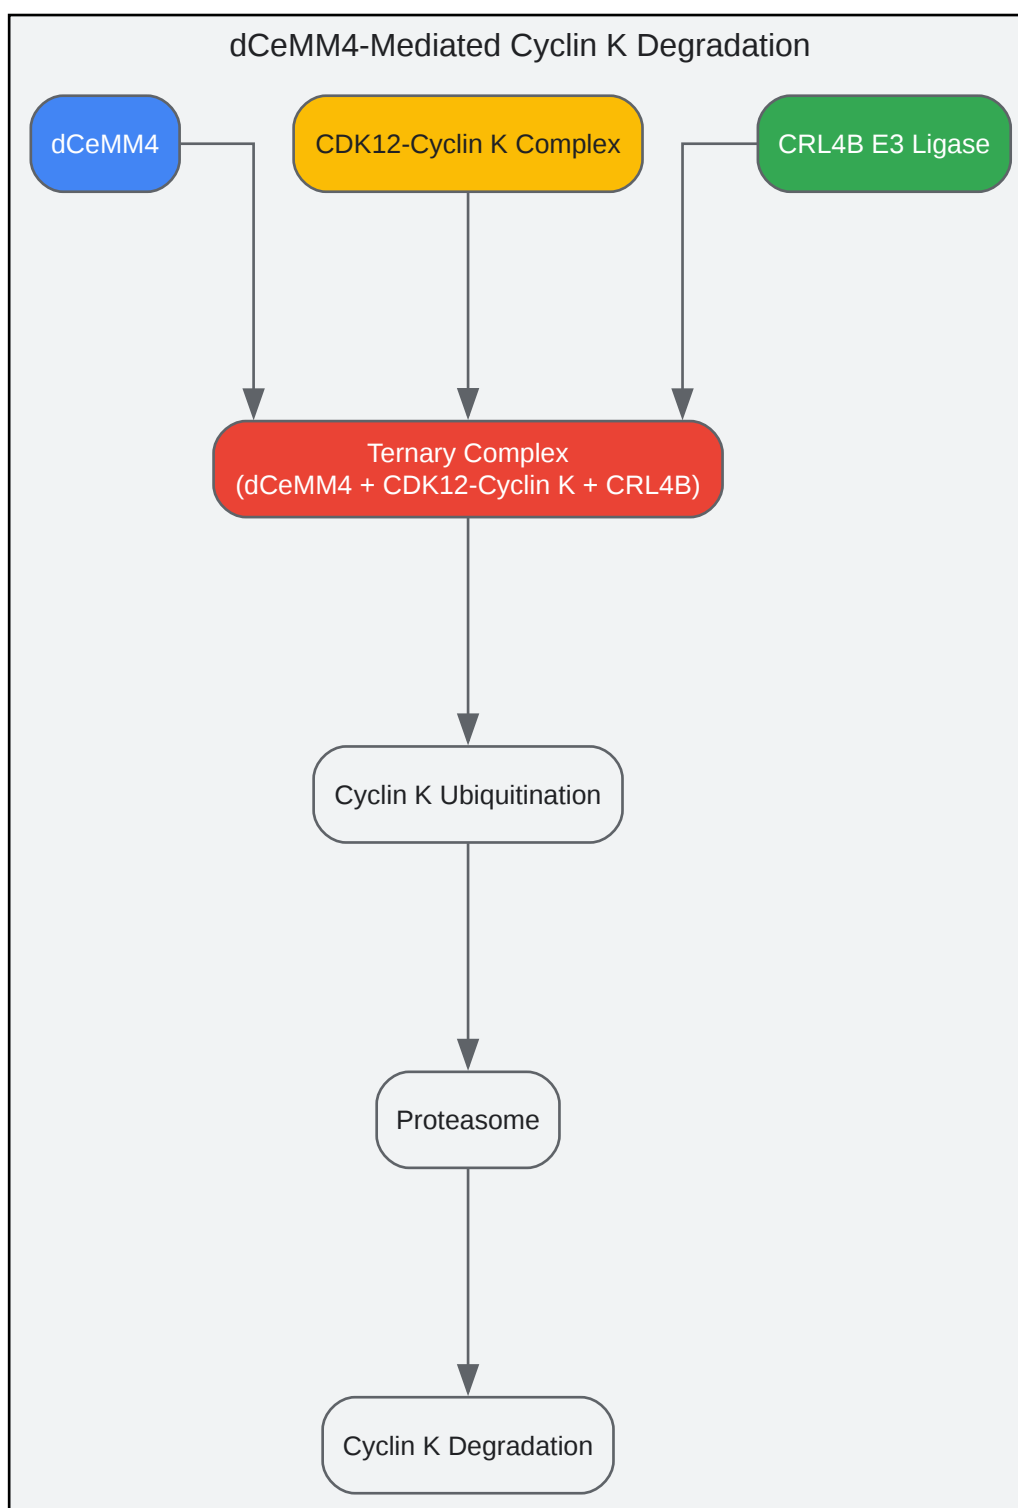 dCeMM4-Mediated Cyclin K Degradation
dCeMM4
CDK12-Cyclin K Complex
CRL4B E3 Ligase
Ternary Complex
(dCeMM4 + CDK12-Cyclin K + CRL4B)
Cyclin K Ubiquitination
Proteasome
Cyclin K Degradation